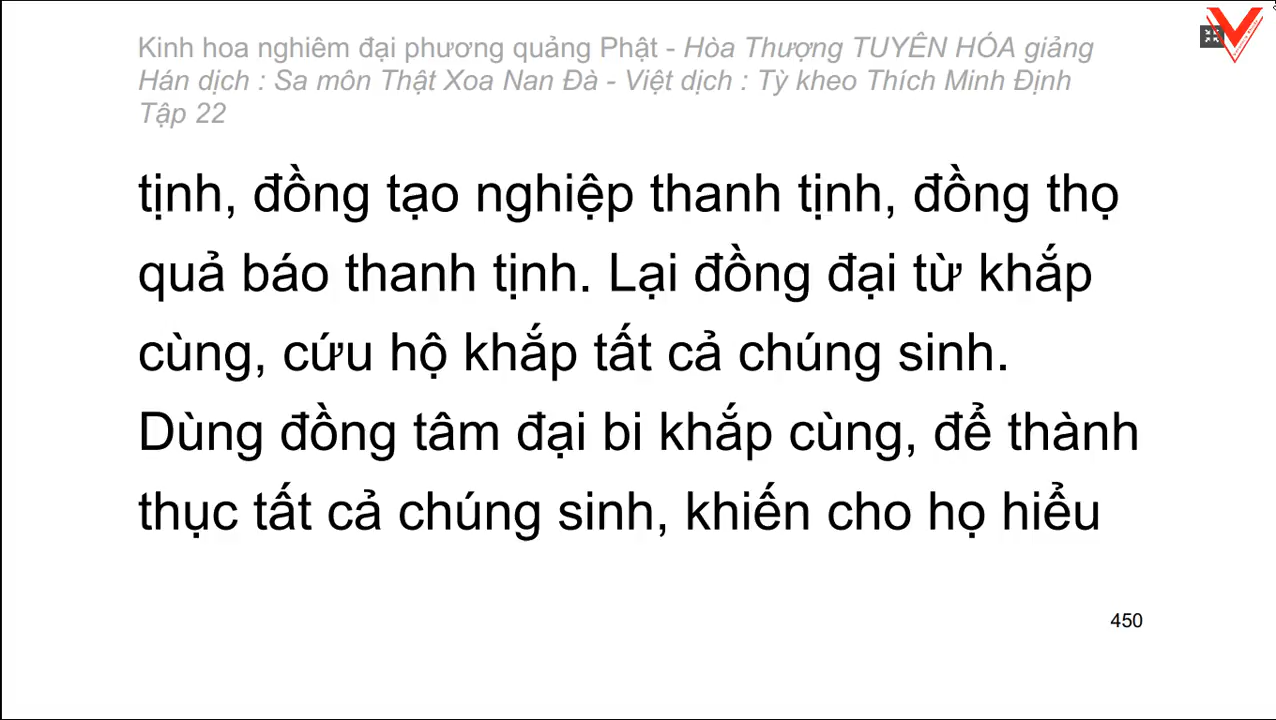 Kinh hoa nghiêm đại phương quảng Phật - Hòa Thượng TUYÊN HÓA giảng
Hán dịch : Sa môn Thật Xoa Nan Đà - Việt dịch : Tỳ kheo Thích Minh Định
Tập 22
tịnh, đồng tạo nghiệp thanh tịnh, đồng thọ
quả báo thanh tịnh. Lại đồng đại từ khắp
cùng, cứu hộ khắp tất cả chúng sinh.
Dùng đồng tâm đại bi khắp cùng, để thành
thục tất cả chúng sinh, khiến cho họ hiểu
450